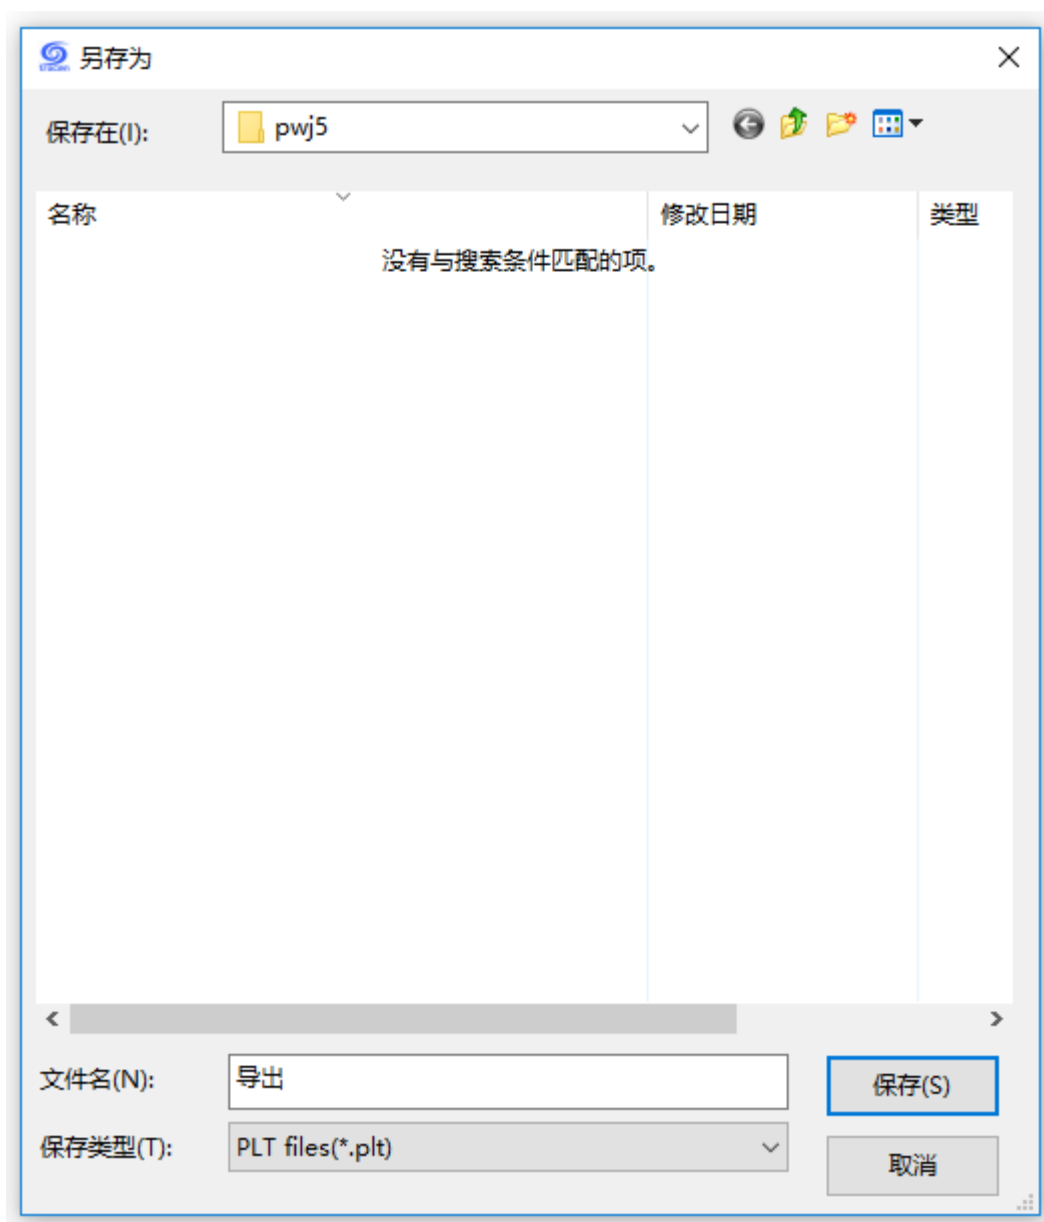 另存为
保存在(I):
pwj5
名称
修改日期
类型
没有与搜索条件匹配的项。
文件名(N):
导出
保存(S)
保存类型(T):
PLT files(*.plt)
取消